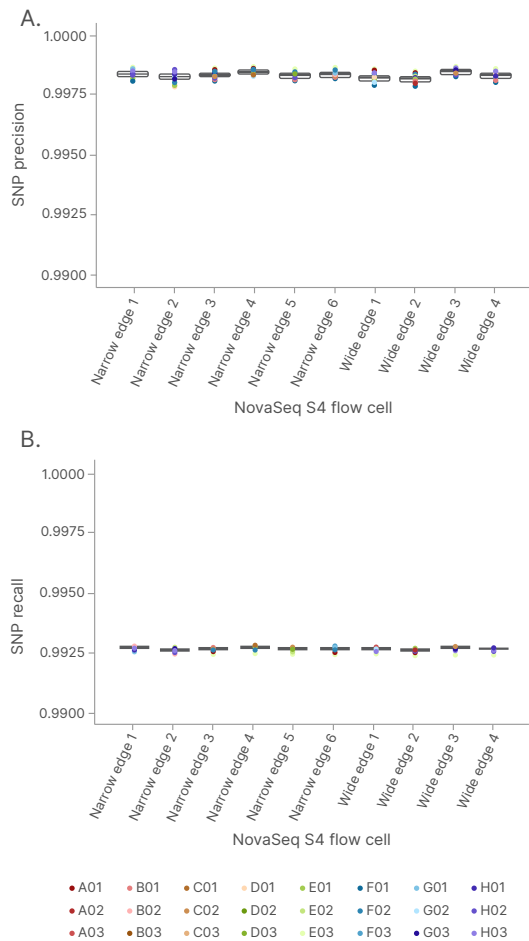 A.
1.0000
0.9975
0.9950
0.9925
0.9900
SNP precision
Narrow edge 1
Narrow edge 2
Narrow edge 3
Narrow edge 4
Narrow edge 5
Narrow edge 6
Wide edge 1
Wide edge 2
Wide edge 3
Wide edge 4
NovaSeq S4 flow cell
B.
1.0000
0.9975
0.9950
0.9925
0.9900
SNP recall
Narrow edge 1
Narrow edge 2
Narrow edge 3
Narrow edge 4
Narrow edge 5
Narrow edge 6
Wide edge 1
Wide edge 2
Wide edge 3
Wide edge 4
NovaSeq S4 flow cell
A01 B01 C01 D01 E01 F01 G01 H01
A02 B02 C02 D02 E02 F02 G02 H02
A03 B03 C03 D03 E03 F03 G03 H03